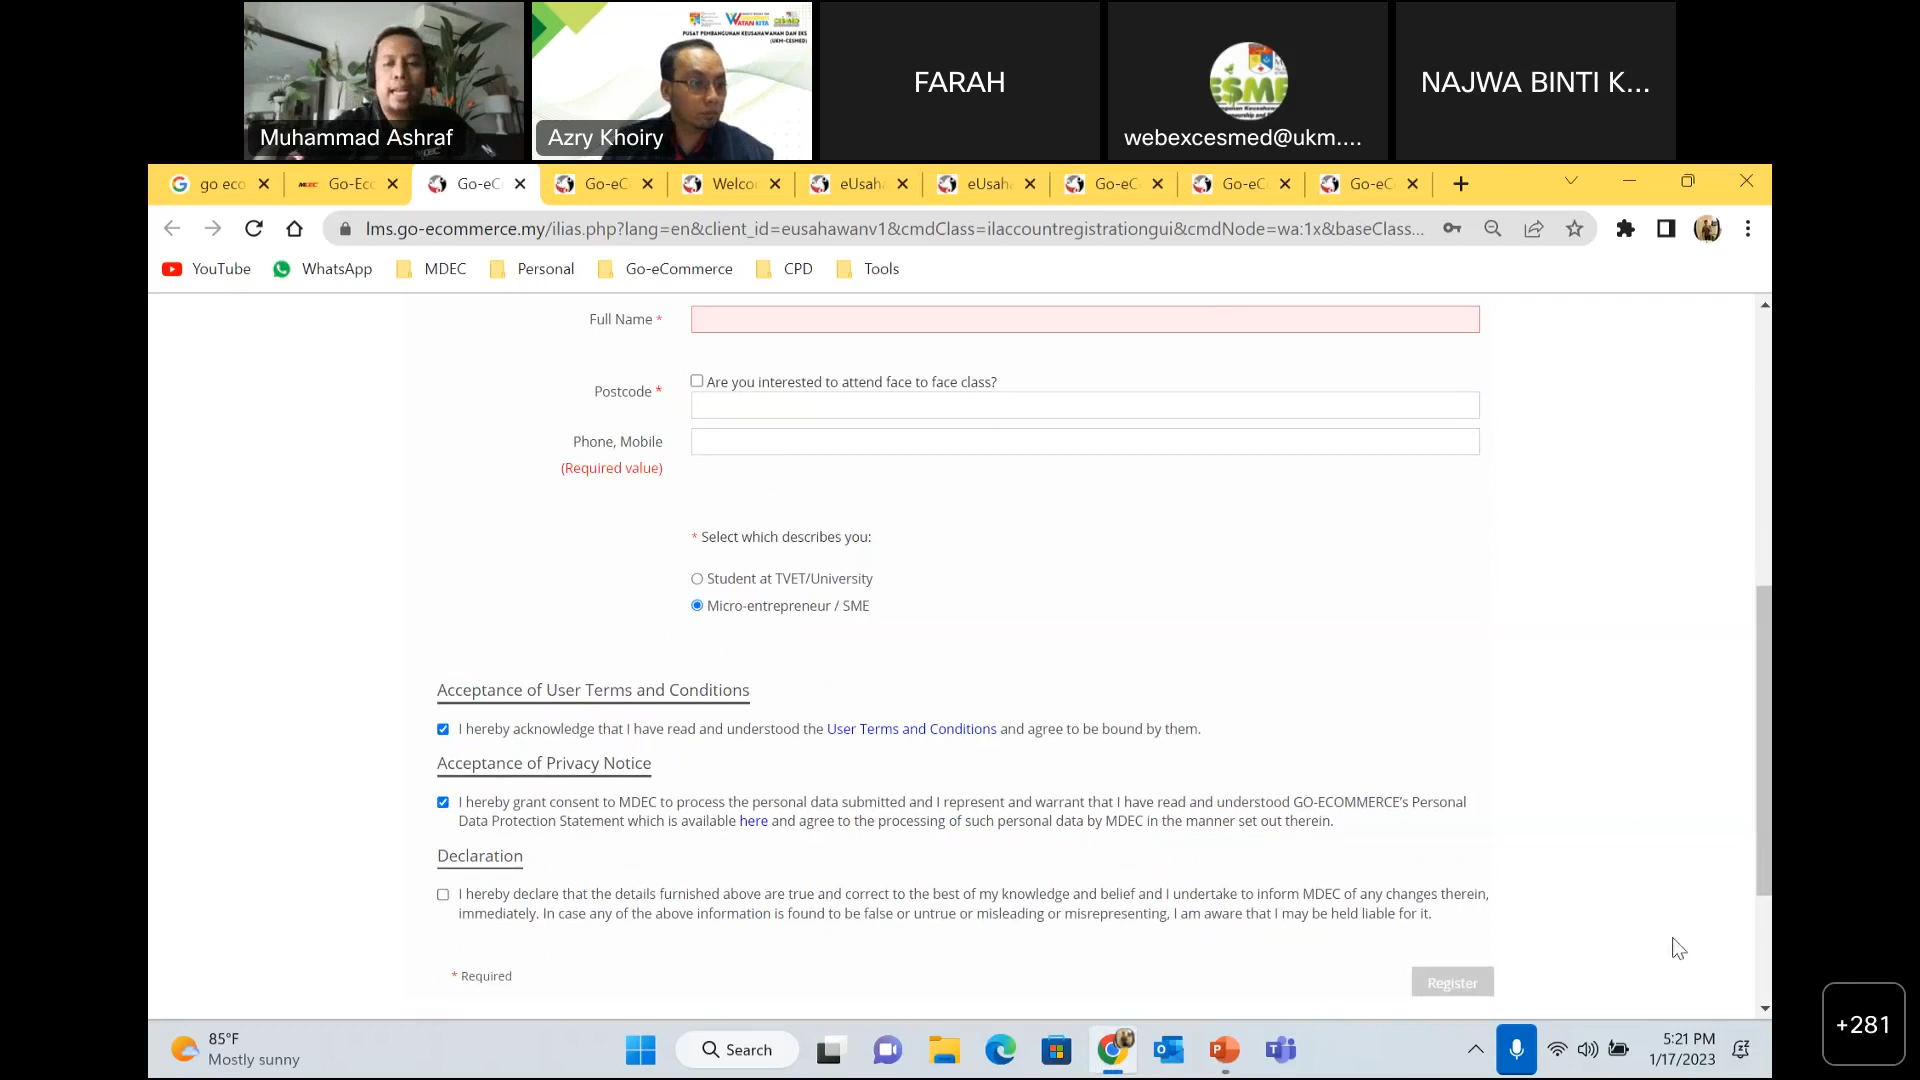 WATAN KITA
PUSAT PEMBANGUNAN KEUSAHAWANAN DAN EKS
(UKM-CESMED)
Muhammad Ashraf
Azry Khoiry
FARAH
webexcesmed@ukm....
NAJWA BINTI K...
go eco
Go-Ecc
Go-eC
Go-eC
Welcor
eUsah
eUsah
Go-eC
Go-eC
Go-eC
lms.go-ecommerce.my/ilias.php?lang=en&client_id=eusahawanv1&cmdClass=ilaccountregistrationgui&cmdNode=wa:1x&baseClass...
YouTube
WhatsApp
MDEC
Personal
Go-eCommerce
CPD
Tools
Full Name *
Are you interested to attend face to face class?
Postcode *
Phone, Mobile
(Required value)
* Select which describes you:
Student at TVET/University
Micro-entrepreneur / SME
Acceptance of User Terms and Conditions
I hereby acknowledge that I have read and understood the User Terms and Conditions and agree to be bound by them.
Acceptance of Privacy Notice
I hereby grant consent to MDEC to process the personal data submitted and I represent and warrant that I have read and understood GO-ECOMMERCE's Personal
Data Protection Statement which is available here and agree to the processing of such personal data by MDEC in the manner set out therein.
Declaration
I hereby declare that the details furnished above are true and correct to the best of my knowledge and belief and I undertake to inform MDEC of any changes therein,
immediately. In case any of the above information is found to be false or untrue or misleading or misrepresenting, I am aware that I may be held liable for it.
* Required
Register
+281
85°F
Mostly sunny
Search
5:21 PM
1/17/2023